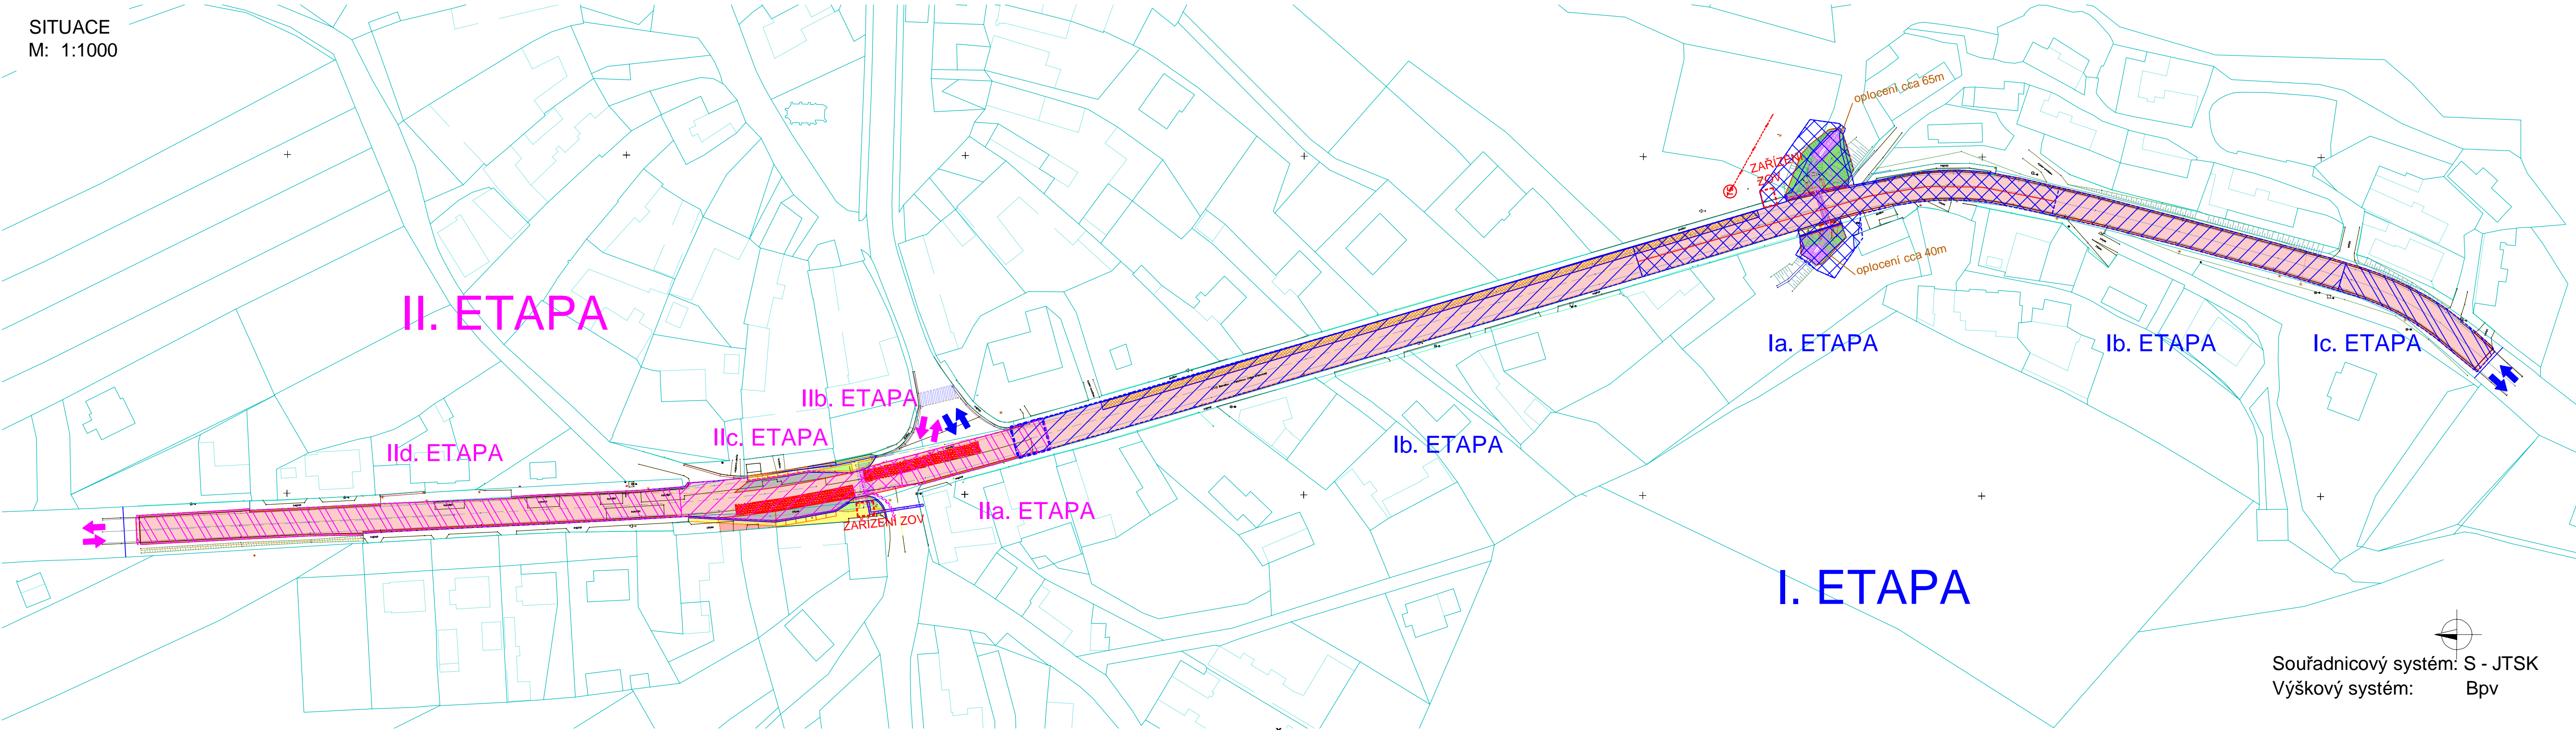 SITUACE
M: 1:1000
oplocení cca 65m
ZAŘÍZENÍ
ZOV
oplocení cca 40m
II. ETAPA
Ia. ETAPA
Ib. ETAPA
Ic. ETAPA
IIb. ETAPA
IIc. ETAPA
IId. ETAPA
Ib. ETAPA
IIa. ETAPA
ZAŘÍZENÍ ZOV
I. ETAPA
Souřadnicový systém: S - JTSK
Výškový systém: Bpv